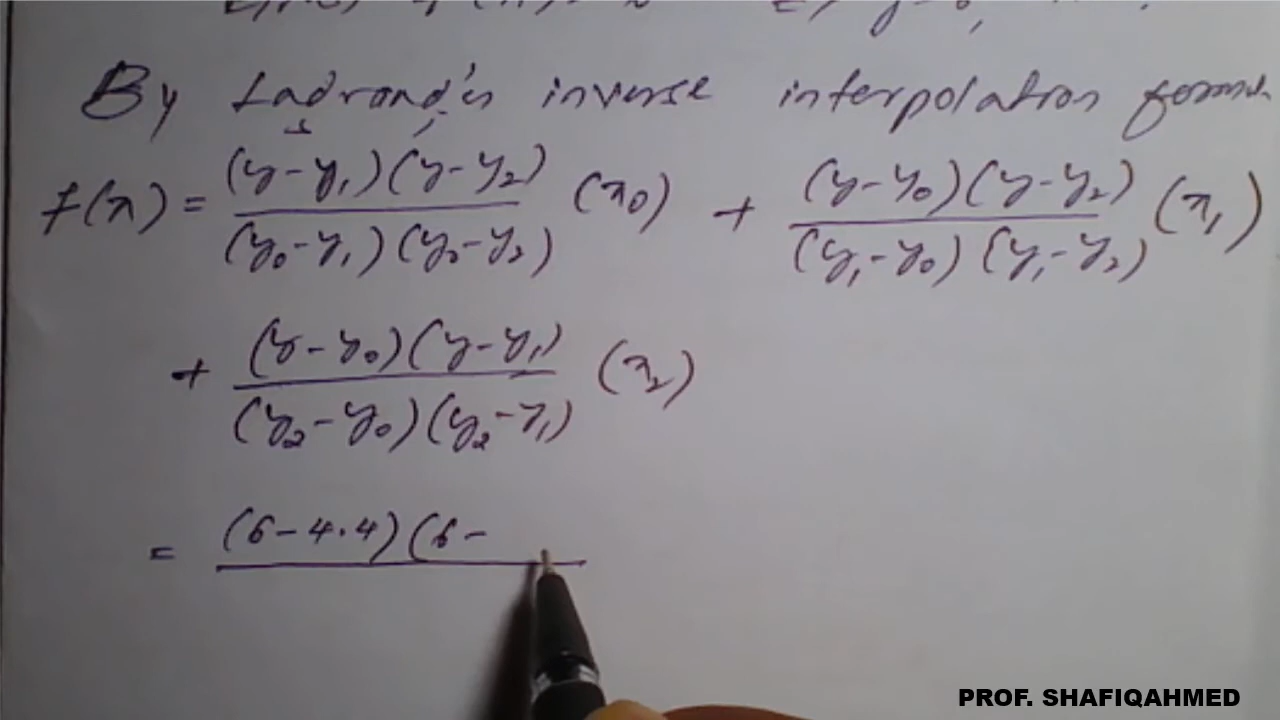 By Lagrange's inverse interpolation
f(x) = (y-y₁)(y-y₂) / (y₀-y₁)(y₀-y₂) (x₀) + (y-y₀)(y-y₂) / (y₁-y₀)(y₁-y₂) (x₁)
+ (y-y₀)(y-y₁) / (y₂-y₀)(y₂-y₁) (x₂)
= (6-4.4)(6-
PROF. SHAFIQAHMED